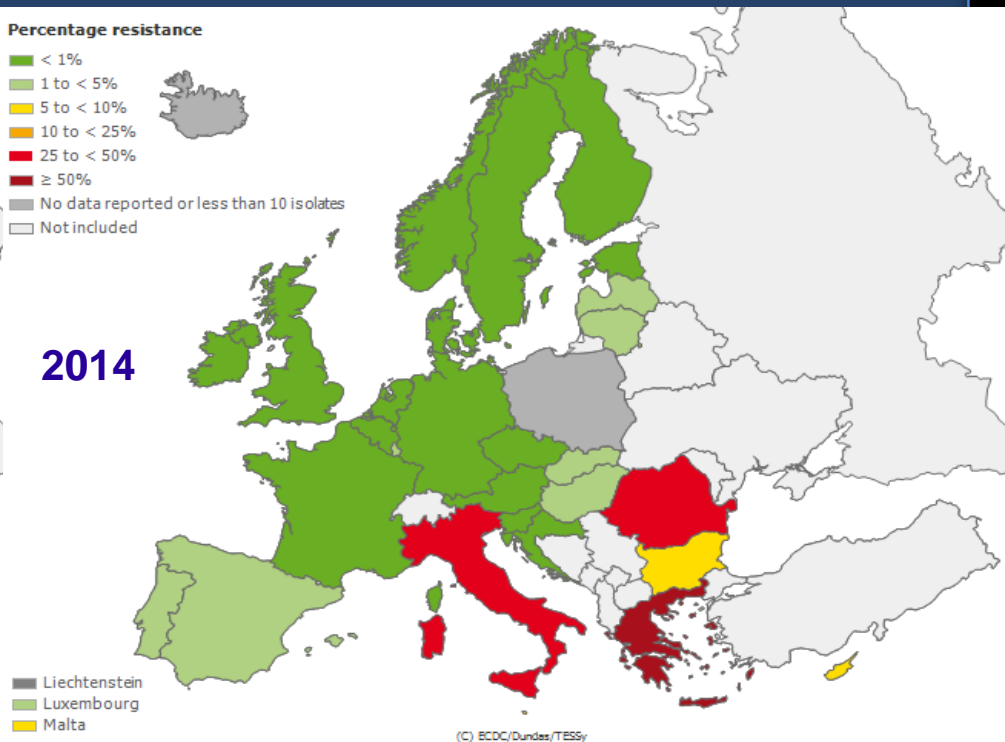 Percentage resistance
< 1%
1 to < 5%
5 to < 10%
10 to < 25%
25 to < 50%
≥ 50%
No data reported or less than 10 isolates
Not included
2014
Liechtenstein
Luxembourg
Malta
(C) ECDC/Dundas/TESSy